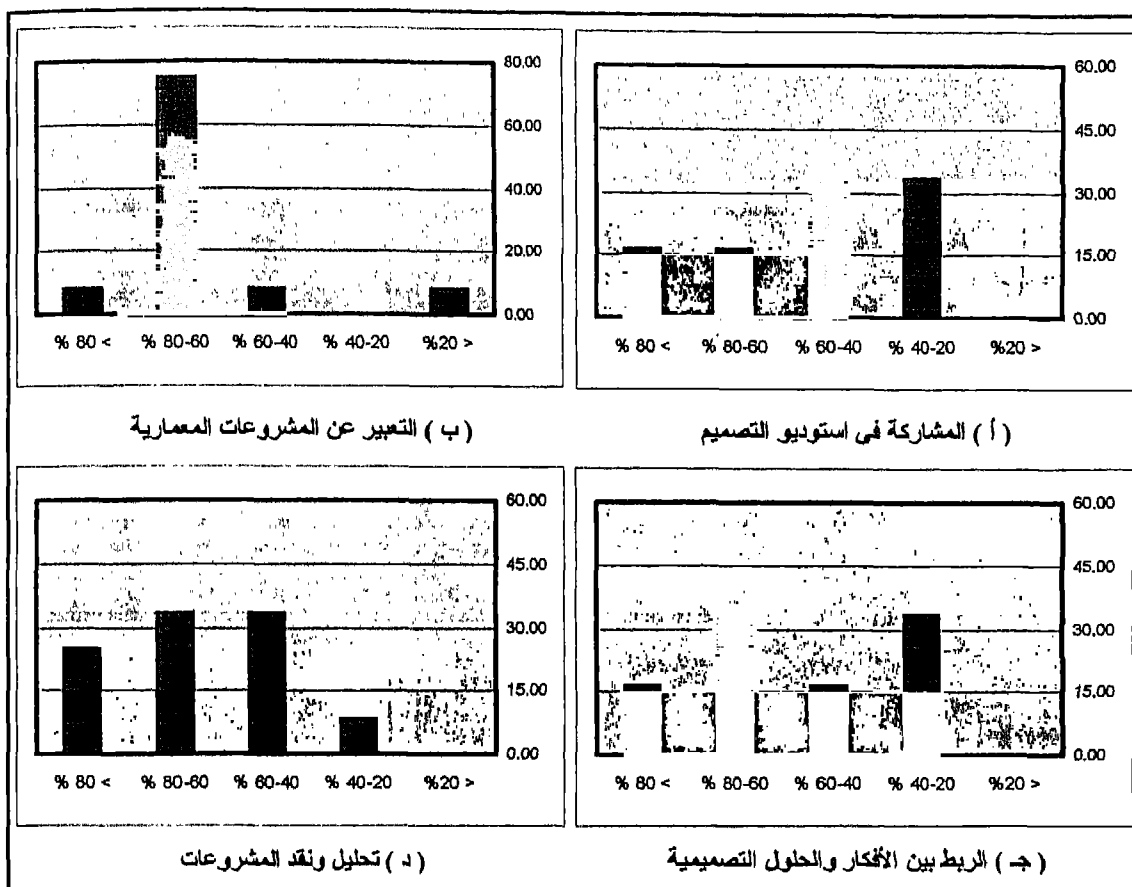 60.00
45.00
30.00
15.00
0.00
% 80 < % 80-60 % 60-40 % 40-20 %20 >
( أ ) المشاركة فى استوديو التصميم
80.00
60.00
40.00
20.00
0.00
% 80 < % 80-60 % 60-40 % 40-20 %20 >
( ب ) التعبير عن المشروعات المعمارية
60.00
45.00
30.00
15.00
0.00
% 80 < % 80-60 % 60-40 % 40-20 %20 >
( جـ ) الربط بين الأفكار والحلول التصميمية
60.00
45.00
30.00
15.00
0.00
% 80 < % 80-60 % 60-40 % 40-20 %20 >
( د ) تحليل ونقد المشروعات